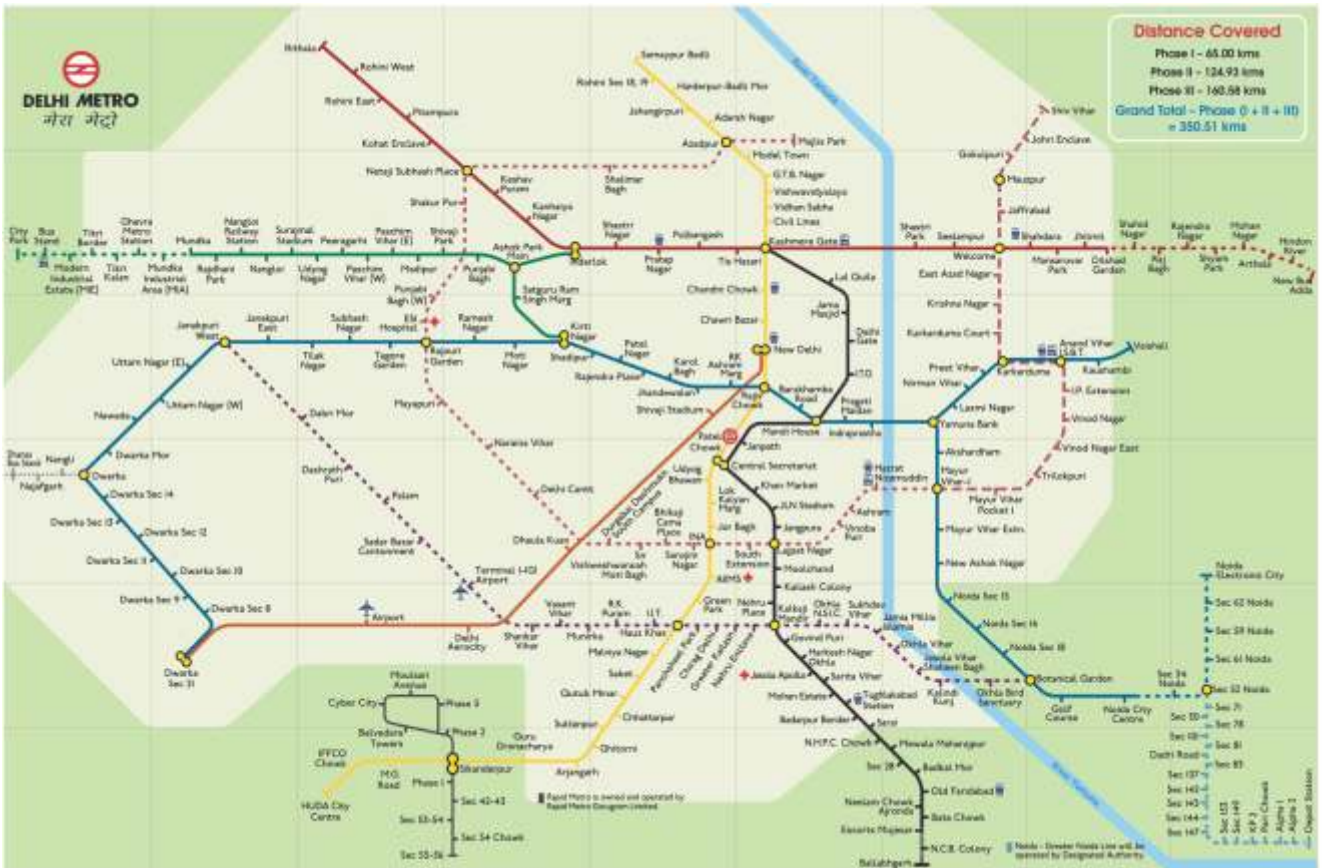 DELHI METRO
मेरा मेट्रो
Distance Covered
Phase I - 65.00 kms
Phase II - 124.93 kms
Phase III - 160.58 kms
Grand Total - Phase (I + II + III)
= 350.51 kms
Rithala
Rohini West
Rohini East
Pitampura
Kohat Enclave
Netaji Subhash Place
Keshav
Puram
Kanhaiya
Nagar
Shakur Pur
Shalimar
Bagh
Samaypur Badli
Rohini Sec 18, 19
Haiderpur-Badli Mor
Jahangirpuri
Adarsh Nagar
Azadpur
Majlis Park
Model Town
G.T.B. Nagar
Vishwavidyalaya
Vidhan Sabha
Civil Lines
Kashmere Gate
Shiv Vihar
Johri Enclave
Gokulpuri
Maujpur
Jaffrabad
City
Park
Bus
Stand
Tikri
Border
Ghevra
Metro
Station
Mundka
Nangloi
Railway
Station
Surajmal
Stadium
Peeragarhi
Paschim
Vihar (E)
Shivaji
Park
Ashok Park
Main
Inderlok
Shastri
Nagar
Pulbangash
Pratap
Nagar
Tis Hazari
Shastri
Park
Seelampur
Welcome
Shahdara
Jhilmil
Mansarovar
Park
Dilshad
Garden
Shahid
Nagar
Raj
Bagh
Rajendra
Nagar
Shyam
Park
Mohan
Nagar
Arthala
Hindon
River
New Bus
Adda
Modern
Industrial
Estate (MIE)
Tikri
Kalan
Mundka
Industrial
Area (MIA)
Rajdhani
Park
Nangloi
Udyog
Nagar
Paschim
Vihar (W)
Madipur
Punjabi
Bagh
Punjabi
Bagh (W)
Satguru Ram
Singh Marg
Kirti
Nagar
Lal Quila
Jama
Masjid
Delhi
Gate
I.T.O.
Chandni Chowk
Chawri Bazar
New Delhi
East Azad Nagar
Krishna Nagar
Karkarduma Court
Janakpuri
West
Janakpuri
East
Subhash
Nagar
ESI
Hospital
Ramesh
Nagar
Uttam Nagar (E)
Tilak
Nagar
Tagore
Garden
Rajouri
Garden
Moti
Nagar
Shadipur
Patel
Nagar
Rajendra Place
Karol
Bagh
Jhandewalan
RK
Ashram
Marg
Rajiv
Chowk
Barakhamba
Road
Pragati
Maidan
Mandi House
Indraprastha
Yamuna Bank
Laxmi Nagar
Nirman Vihar
Preet Vihar
Karkarduma
Anand Vihar
I.S.B.T.
Kaushambi
Vaishali
I.P. Extension
Vinod Nagar
Vinod Nagar East
Trilokpuri
Uttam Nagar (W)
Nawada
Dwarka Mor
Nangli
Najafgarh
Dwarka
Dwarka Sec 14
Dwarka Sec 13
Dwarka Sec 12
Dwarka Sec 11
Dwarka Sec 10
Dwarka Sec 9
Dwarka Sec 8
Dwarka
Sec 21
Dabri Mor
Dashrath
Puri
Palam
Sadar Bazar
Cantonment
Terminal 1-(D)
Airport
Mayapuri
Naraina Vihar
Delhi Cantt
Shivaji Stadium
Dhaula Kuan
Durgabai Deshmukh
South Campus
Airport
Delhi
Aerocity
Patel
Chowk
Janpath
Central Secretariat
Udyog
Bhawan
Khan Market
Lok
Kalyan
Marg
JLN Stadium
Jor Bagh
Jangpura
INA
Lajpat Nagar
Sir
Vishweshwaraiah
Moti Bagh
Bhikaji
Cama
Place
Sarojini
Nagar
South
Extension
AIIMS
Moolchand
Kailash Colony
Nehru
Place
Kalkaji
Mandir
Green
Park
Hazrat
Nizamuddin
Ashram
Vinoba
Puri
Akshardham
Mayur
Vihar-I
Mayur Vihar
Pocket 1
Mayur Vihar Extn.
New Ashok Nagar
Noida Sec 15
Noida Sec 16
Noida Sec 18
Botanical Garden
Golf
Course
Noida City
Centre
Sec 34
Noida
Sec 52 Noida
Sec 61 Noida
Sec 59 Noida
Sec 62 Noida
Noida
Electronic City
Shankar
Vihar
Vasant
Vihar
Munirka
R.K.
Puram
I.I.T.
Hauz Khas
Panchsheel Park
Chirag Delhi
Greater Kailash
Nehru Enclave
Okhla
N.S.I.C.
Sukhdev
Vihar
Jamia Millia
Islamia
Okhla Vihar
Jasola Vihar
Shaheen Bagh
Kalindi
Kunj
Okhla Bird
Sanctuary
Malviya Nagar
Saket
Qutub Minar
Chhattarpur
Sultanpur
Ghitorni
Arjangarh
Guru
Dronacharya
Sikanderpur
M.G.
Road
IFFCO
Chowk
HUDA City
Centre
Moulsari
Avenue
Cyber City
Phase 3
Belvedere
Towers
Phase 2
Phase 1
Sec 42-43
Sec 53-54
Sec 54 Chowk
Sec 55-56
Govind Puri
Harkesh Nagar
Okhla
Jasola Apollo
Sarita Vihar
Mohan Estate
Tughlakabad
Station
Badarpur Border
Sarai
N.H.P.C. Chowk
Mewala Maharajpur
Sec 28
Badkal Mor
Old Faridabad
Neelam Chowk
Ajronda
Bata Chowk
Escorts Mujesar
N.C.B. Colony
Ballabhgarh
Sec 71
Sec 78
Sec 101
Sec 81
Dadri Road
Sec 83
Sec 137
Sec 142
Sec 143
Sec 144
Sec 147
Sec 153
Sec 149
KP 2
Pari Chowk
Alpha 1
Alpha 2
Depot Station
River Yamuna
River Yamuna
Rapid Metro is owned and operated by
Rapid Metro Gurgaon Limited.
Noida - Greater Noida Line will be
operated by Designated Authority.